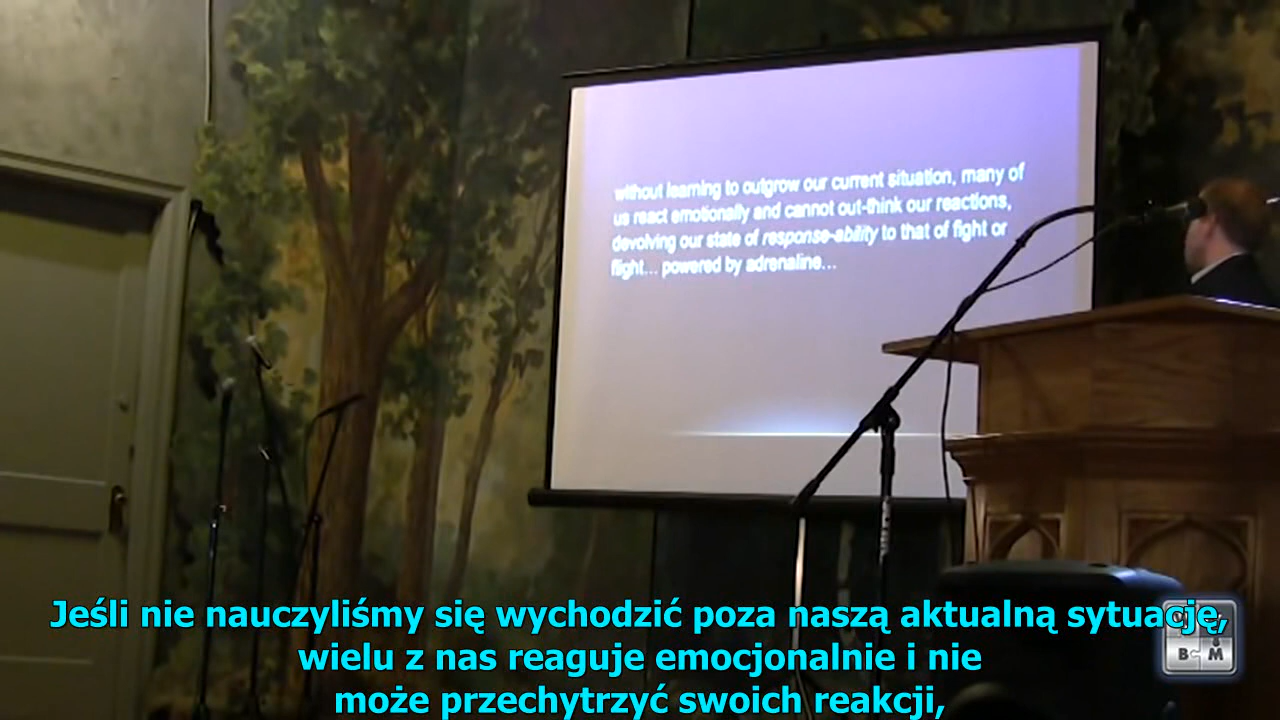 without learning to outgrow our current situation, many of
us react emotionally and cannot out-think our reactions,
devolving our state of response-ability to that of fight or
flight... powered by adrenaline...
Jeśli nie nauczyliśmy się wychodzić poza naszą aktualną sytuację,
wielu z nas reaguje emocjonalnie i nie
może przechytrzyć swoich reakcji,
B M